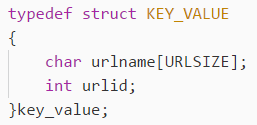 typedef struct KEY_VALUE
{
    char urlname[URLSIZE];
    int urlid;
}key_value;